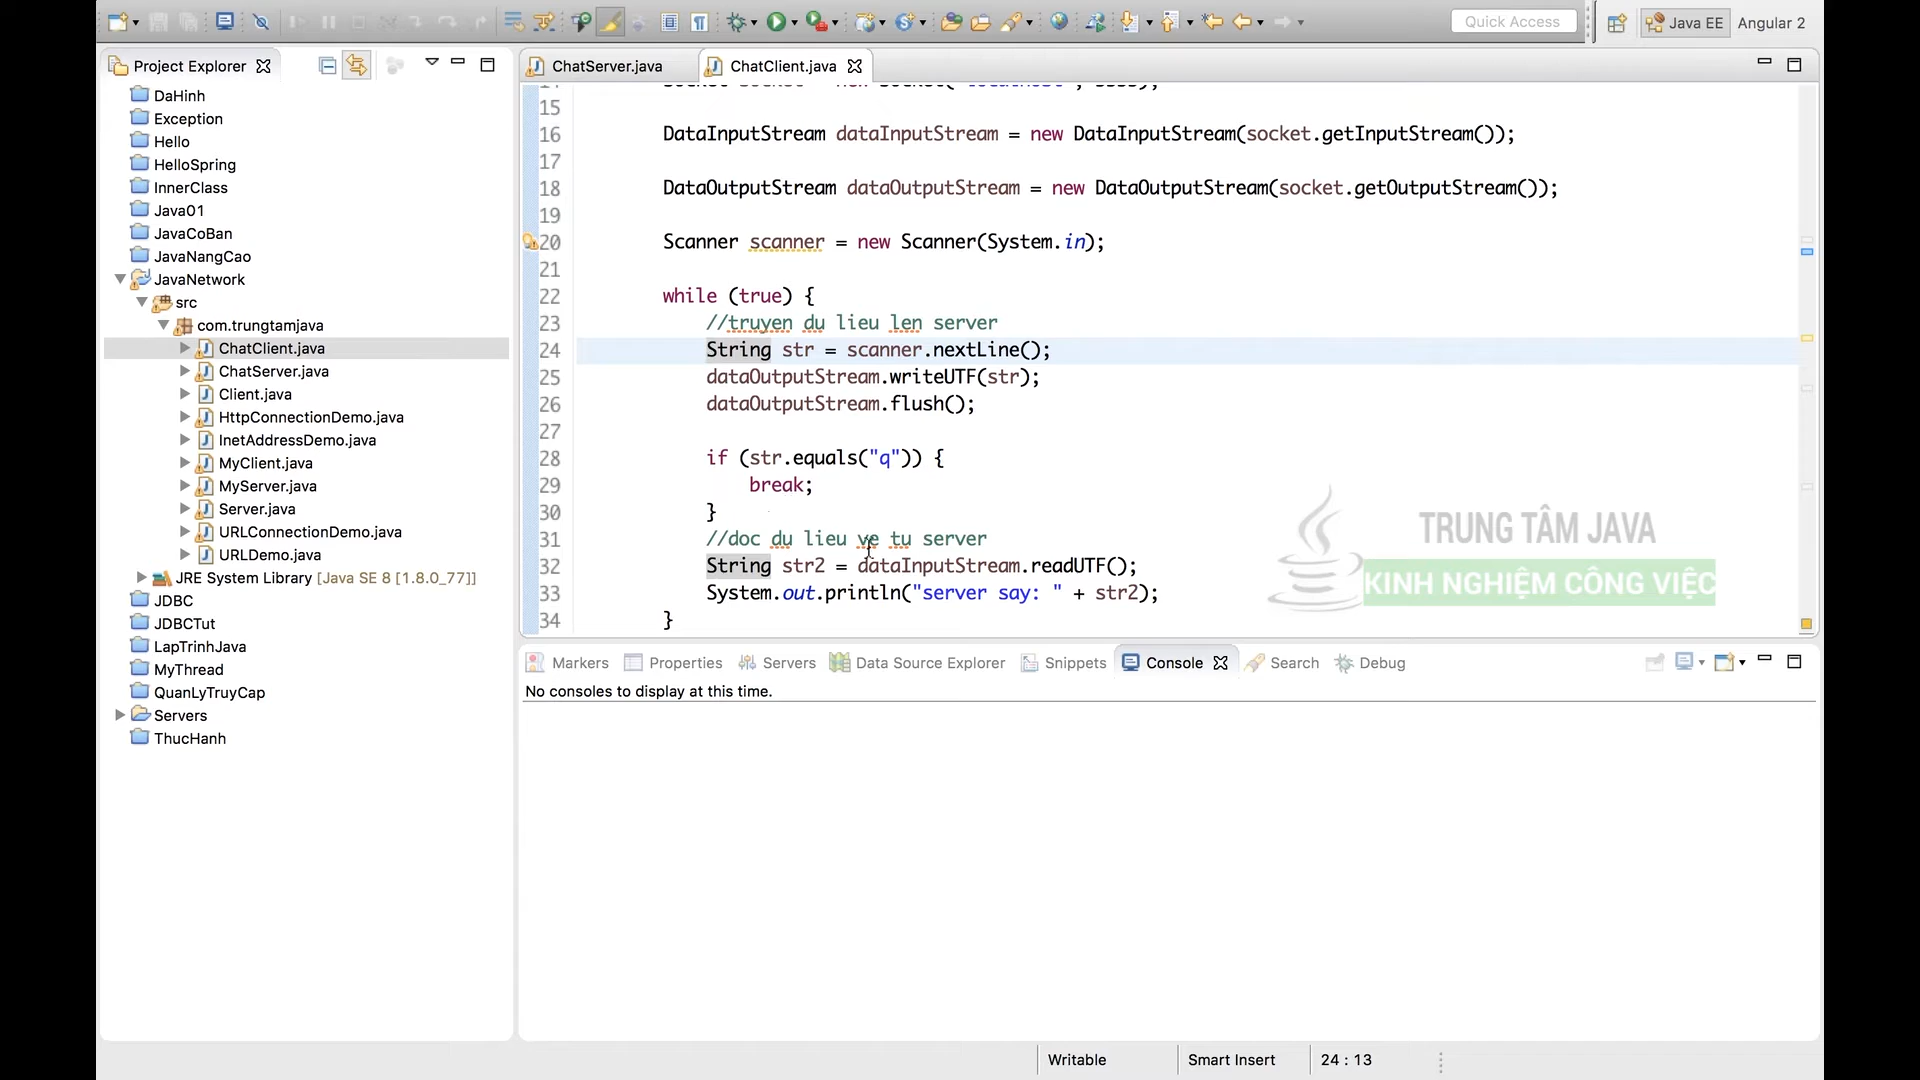 Quick Access
Java EE
Angular 2
Project Explorer
DaHinh
Exception
Hello
HelloSpring
InnerClass
Java01
JavaCoBan
JavaNangCao
JavaNetwork
src
com.trungtamjava
ChatClient.java
ChatServer.java
Client.java
HttpConnectionDemo.java
InetAddressDemo.java
MyClient.java
MyServer.java
Server.java
URLConnectionDemo.java
URLDemo.java
JRE System Library [Java SE 8 [1.8.0_77]]
JDBC
JDBCTut
LapTrinhJava
MyThread
QuanLyTruyCap
Servers
ThucHanh
ChatServer.java
ChatClient.java
15
16 DataInputStream dataInputStream = new DataInputStream(socket.getInputStream());
17
18 DataOutputStream dataOutputStream = new DataOutputStream(socket.getOutputStream());
19
20 Scanner scanner = new Scanner(System.in);
21
22 while (true) {
23 //truyen du lieu len server
24 String str = scanner.nextLine();
25 dataOutputStream.writeUTF(str);
26 dataOutputStream.flush();
27
28 if (str.equals("q")) {
29 break;
30 }
31 //doc du lieu ve tu server
32 String str2 = dataInputStream.readUTF();
33 System.out.println("server say: " + str2);
34 }
TRUNG TÂM JAVA
KINH NGHIỆM CÔNG VIỆC
Markers
Properties
Servers
Data Source Explorer
Snippets
Console
Search
Debug
No consoles to display at this time.
Writable
Smart Insert
24 : 13